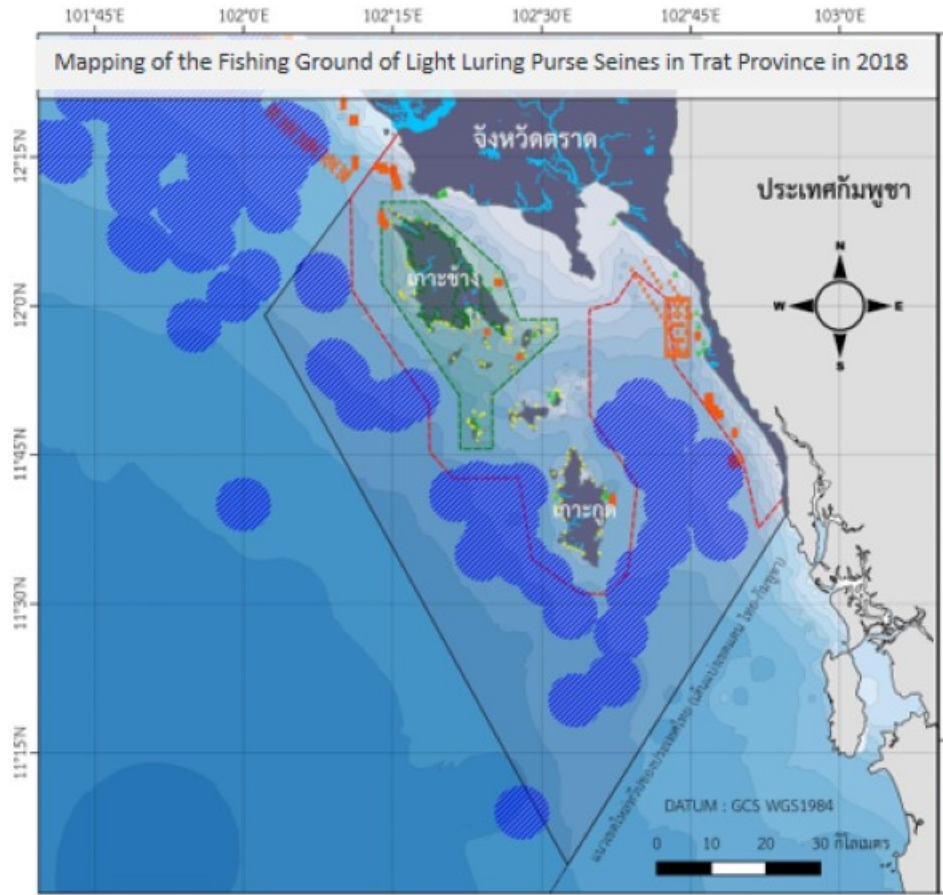 101°45'E 102°0'E 102°15'E 102°30'E 102°45'E 103°0'E
Mapping of the Fishing Ground of Light Luring Purse Seines in Trat Province in 2018
12°15'N
จังหวัดตราด
ประเทศกัมพูชา
N
W E
S
เกาะช้าง
12°0'N
11°45'N
เกาะกูด
11°30'N
11°15'N
DATUM : GCS WGS1984
0 10 20 30 กิโลเมตร